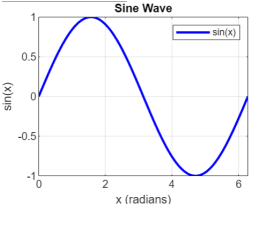 Sine Wave
sin(x)
1
0.5
0
-0.5
-1
sin(x)
0 2 4 6
x (radians)